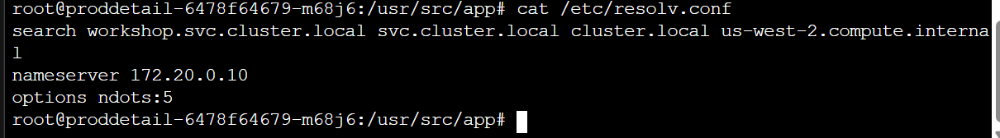 root@proddetail-6478f64679-m68j6:/usr/src/app# cat /etc/resolv.conf
search workshop.svc.cluster.local svc.cluster.local cluster.local us-west-2.compute.interna
l
nameserver 172.20.0.10
options ndots:5
root@proddetail-6478f64679-m68j6:/usr/src/app#